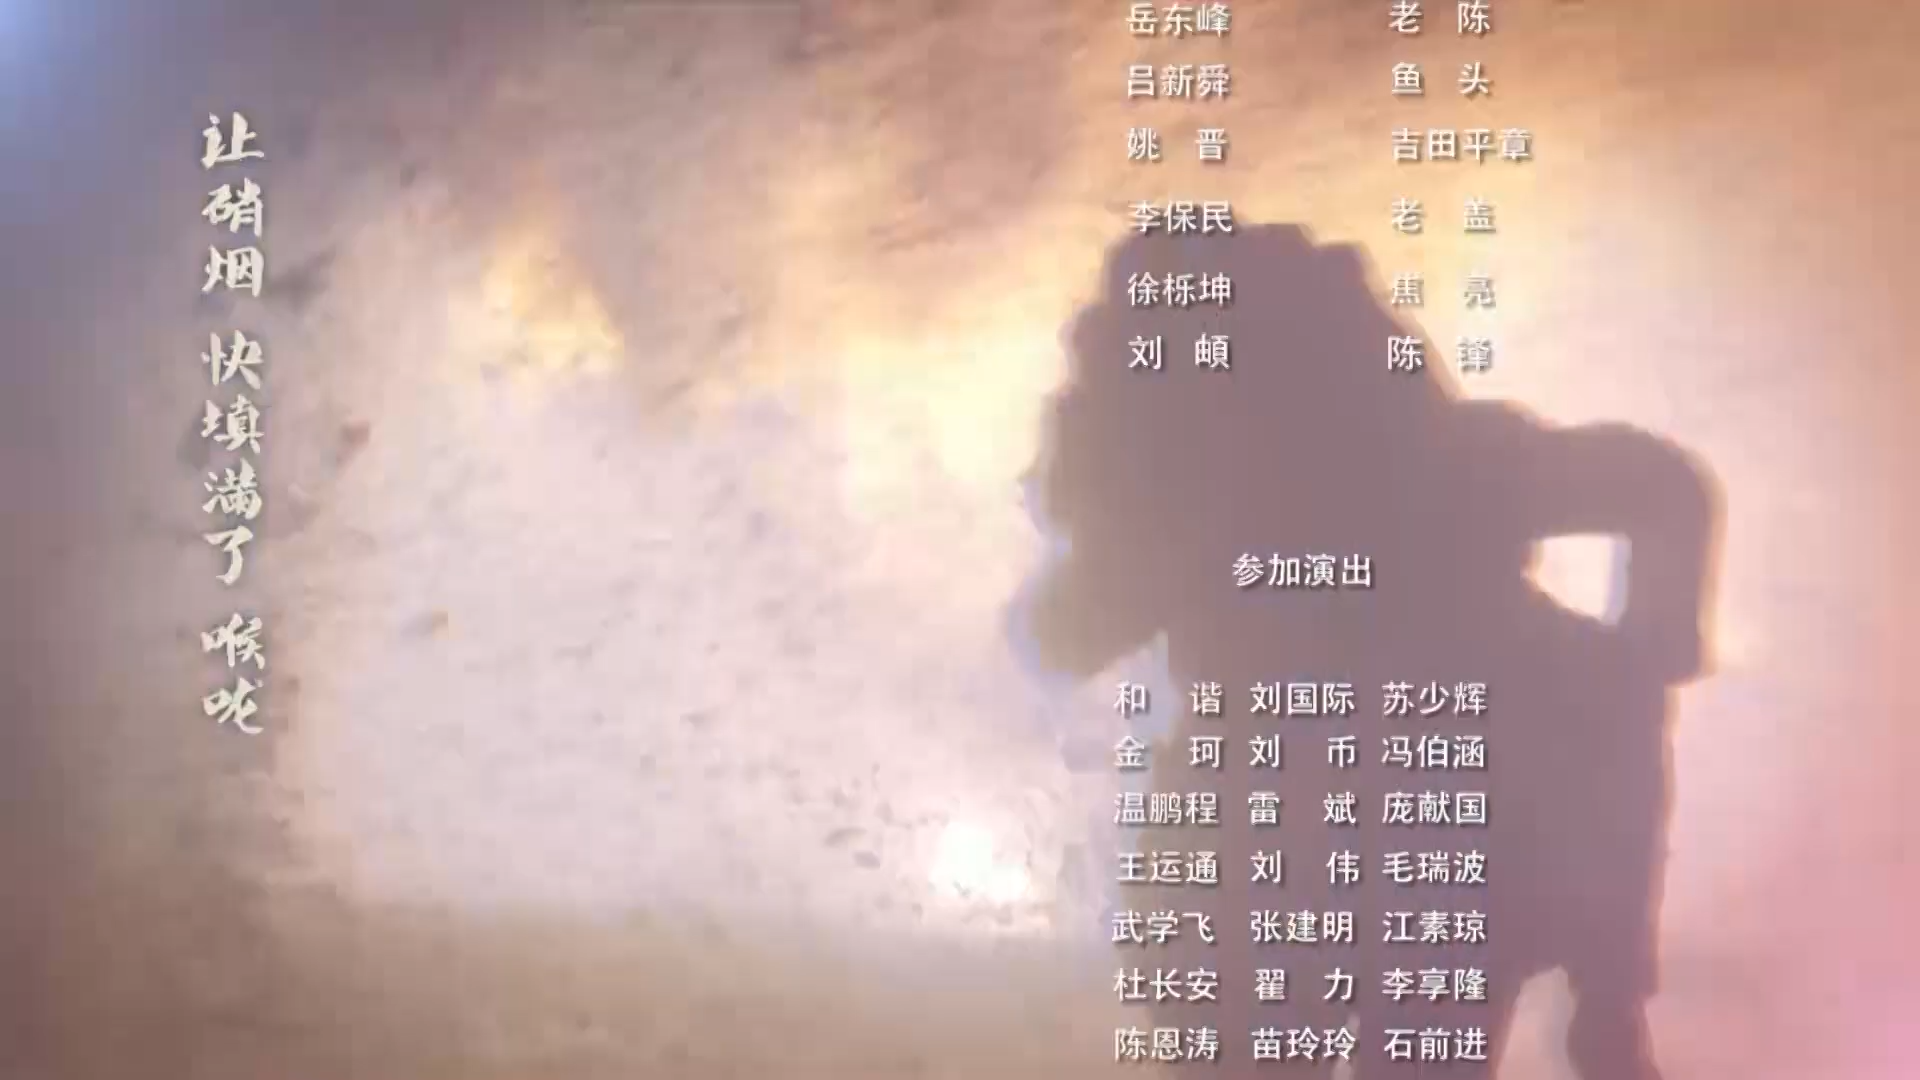 让硝烟 快填满了 喉咙
岳东峰 老陈
吕新舜 鱼头
姚晋 吉田平章
李保民 老盖
徐栎坤 焦亮
刘頔 陈锋
参加演出
和谐 刘国际 苏少辉
金珂 刘币 冯伯涵
温鹏程 雷斌 庞献国
王运通 刘伟 毛瑞波
武学飞 张建明 江素琼
杜长安 翟力 李享隆
陈恩涛 苗玲玲 石前进